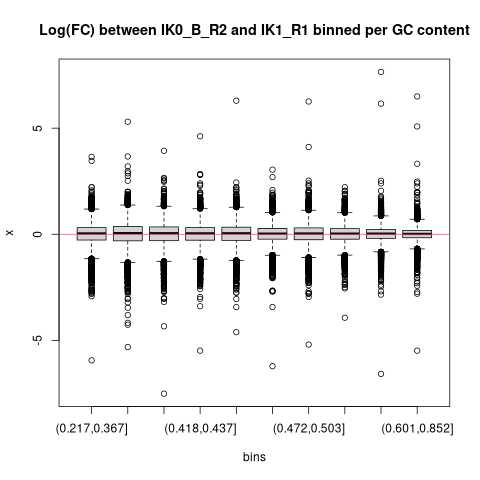 Log(FC) between IK0_B_R2 and IK1_R1 binned per GC content
x
5
0
-5
(0.217,0.367] (0.418,0.437] (0.472,0.503] (0.601,0.852]
bins